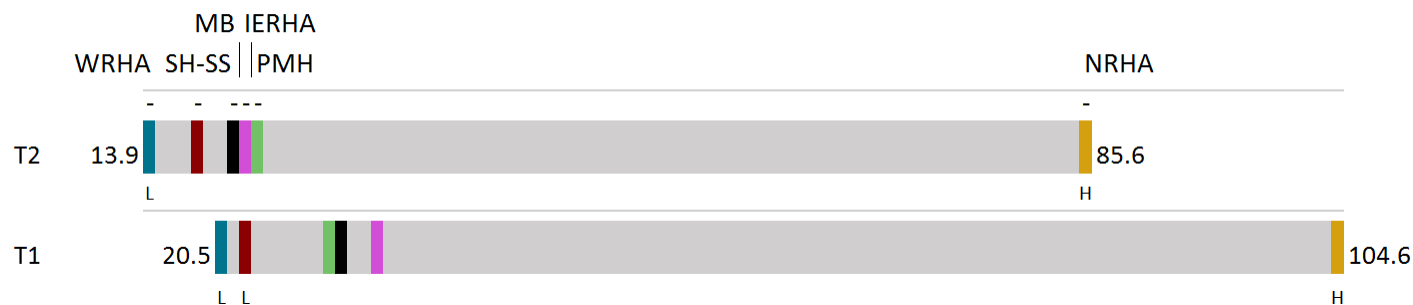 MB IERHA
WRHA SH-SS PMH NRHA
- - - - - -
T2 13.9 85.6
L H
T1 20.5 104.6
L L H